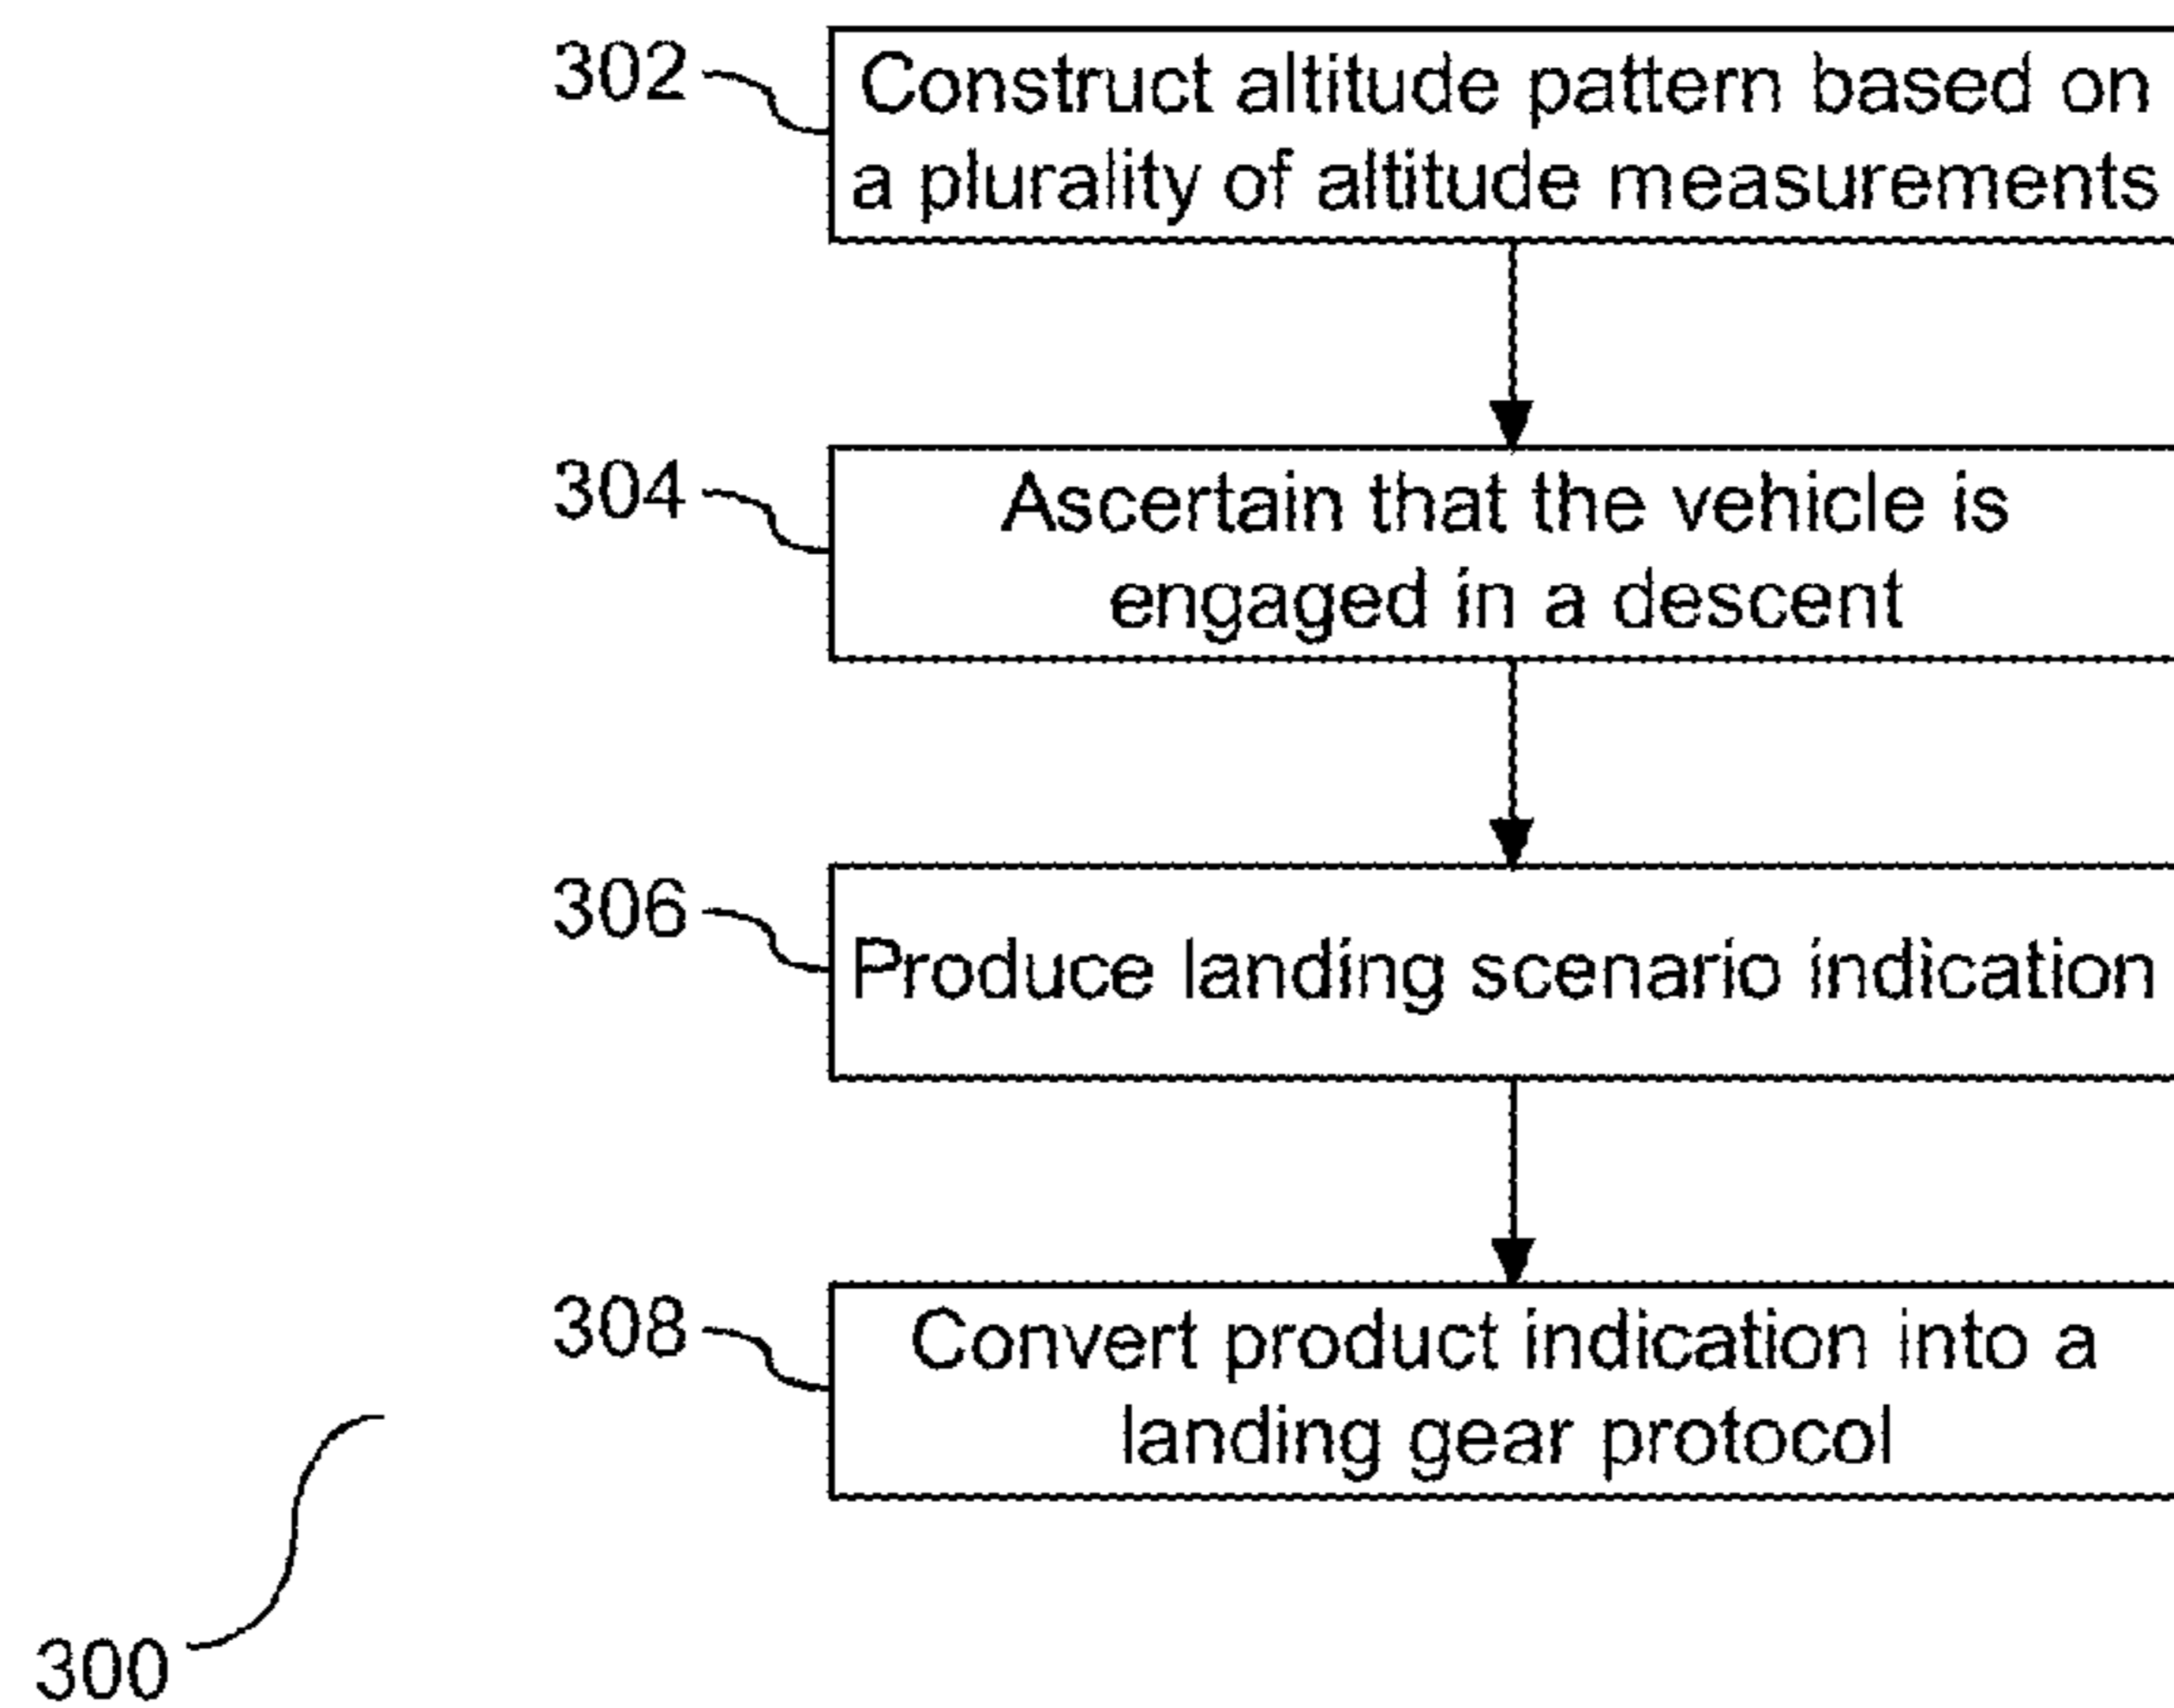 302
Construct altitude pattern based on
a plurality of altitude measurements
304
Ascertain that the vehicle is
engaged in a descent
306
Produce landing scenario indication
308
Convert product indication into a
landing gear protocol
300